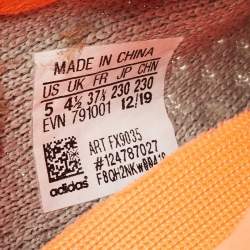 MADE IN CHINA
US UK FR JP CHN
5 4½ 37⅓ 230 230
EVN 791001 12/19
ART FX9035
#124787027
adidas